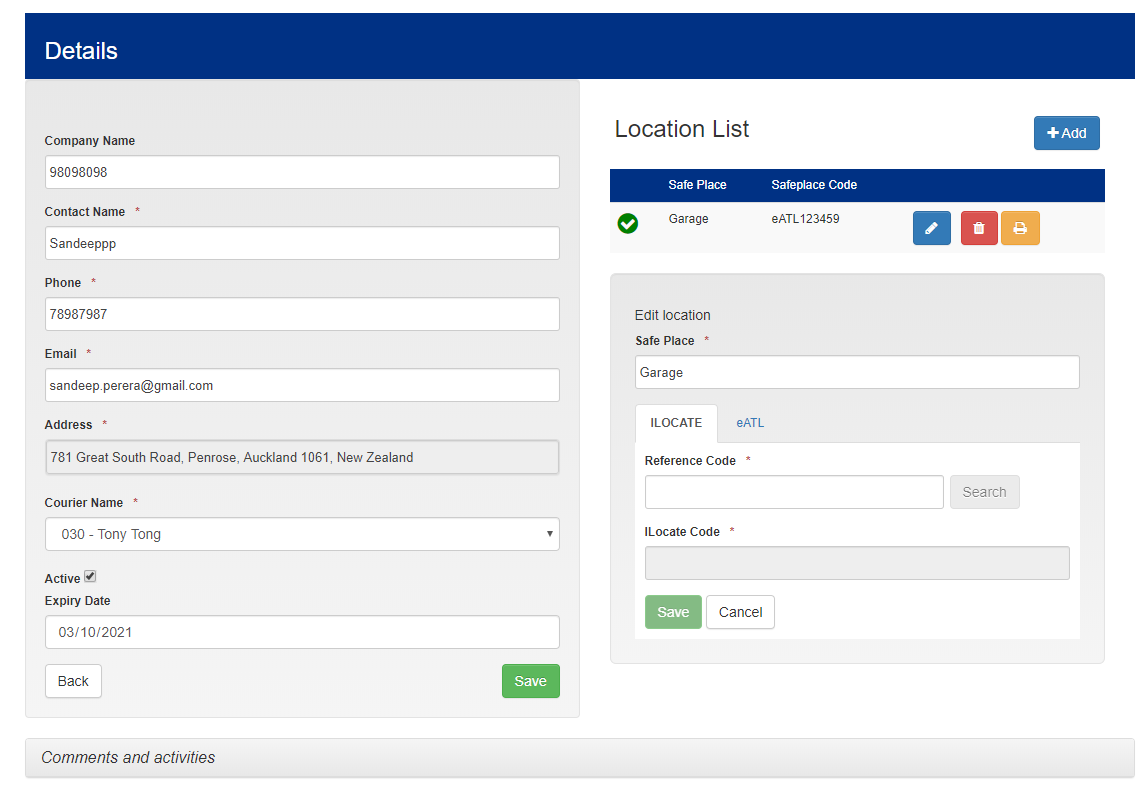 Details
Company Name
98098098
Contact Name *
Sandeeppp
Phone *
78987987
Email *
sandeep.perera@gmail.com
Address *
781 Great South Road, Penrose, Auckland 1061, New Zealand
Courier Name *
030 - Tony Tong
Active
Expiry Date
03/10/2021
Back Save
Location List
Add
Safe Place Safeplace Code
Garage eATL123459
Edit location
Safe Place *
Garage
ILOCATE eATL
Reference Code *
Search
ILocate Code *
Save Cancel
Comments and activities